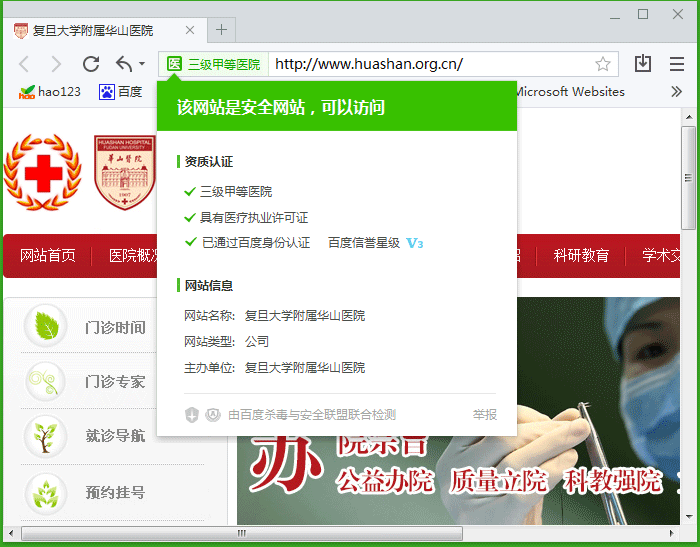 复旦大学附属华山医院
医 三级甲等医院 http://www.huashan.org.cn/
hao123 百度 Microsoft Websites
该网站是安全网站，可以访问
HUASHAN HOSPITAL
FUDAN UNIVERSITY
华山医院
资质认证
三级甲等医院
具有医疗执业许可证
已通过百度身份认证 百度信誉星级 V3
网站首页 医院概况 科研教育 学术交
网站信息
网站名称: 复旦大学附属华山医院
网站类型: 公司
主办单位: 复旦大学附属华山医院
由百度杀毒与安全联盟联合检测 举报
门诊时间
门诊专家
就诊导航
预约挂号
办 院宗旨
公益办院 质量立院 科教强院